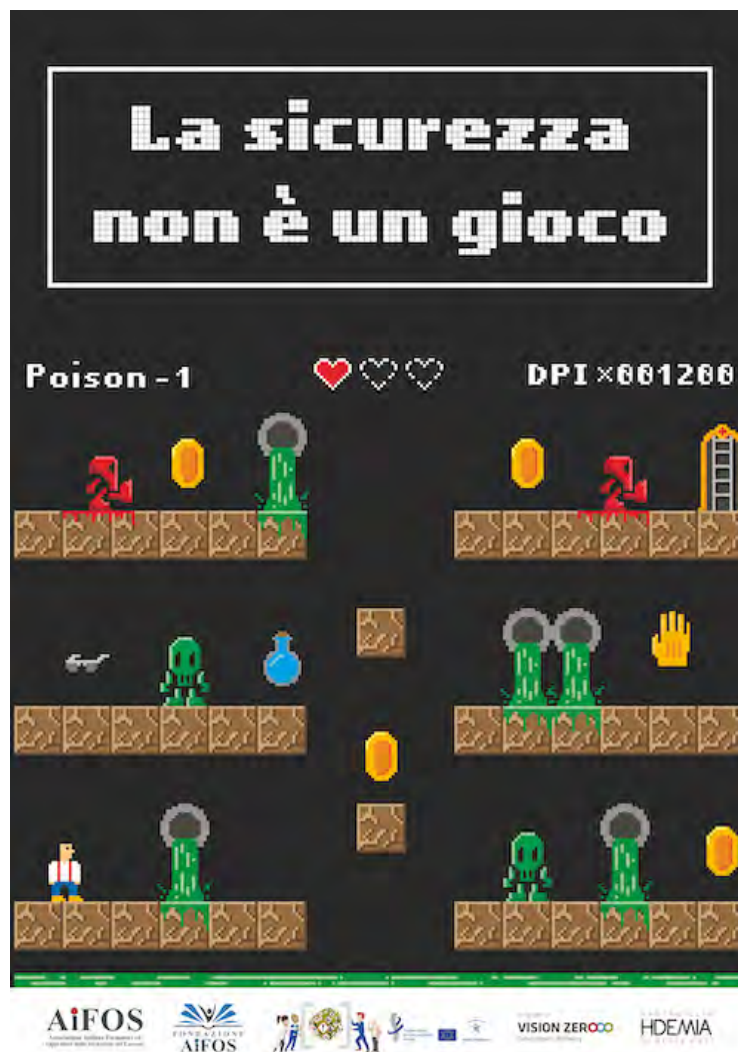 La sicurezza
non è un gioco
Poison -1
DPI ×001200
AiFOS
FONDAZIONE
AiFOS
VISION ZERO
HDEMIA